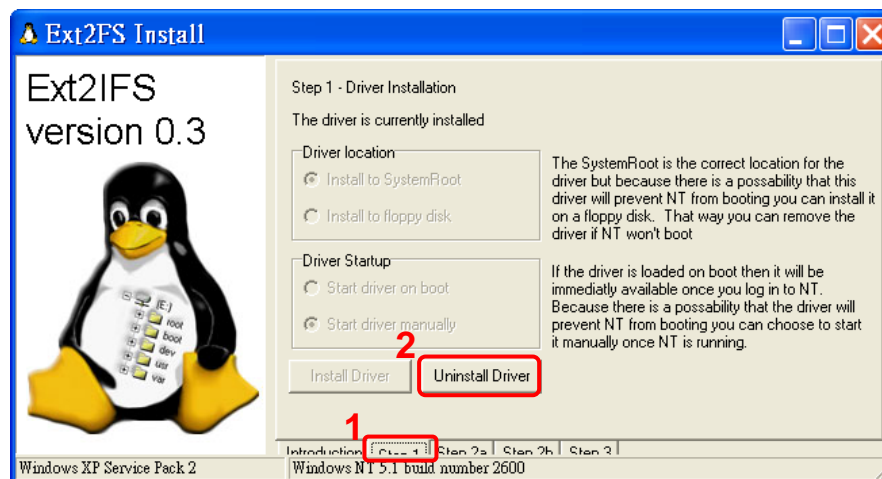 Ext2FS Install
Ext2IFS
version 0.3
(E:)
root
boot
dev
usr
var
Step 1 - Driver Installation
The driver is currently installed
Driver location
Install to SystemRoot
Install to floppy disk
The SystemRoot is the correct location for the
driver but because there is a possability that this
driver will prevent NT from booting you can install it
on a floppy disk. That way you can remove the
driver if NT won't boot
Driver Startup
Start driver on boot
Start driver manually
If the driver is loaded on boot then it will be
immediatly available once you log in to NT.
Because there is a possability that the driver will
prevent NT from booting you can choose to start
it manually once NT is running.
2
Install Driver
Uninstall Driver
1
Introduction
Step 1
Step 2a
Step 2b
Step 3
Windows XP Service Pack 2
Windows NT 5.1 build number 2600